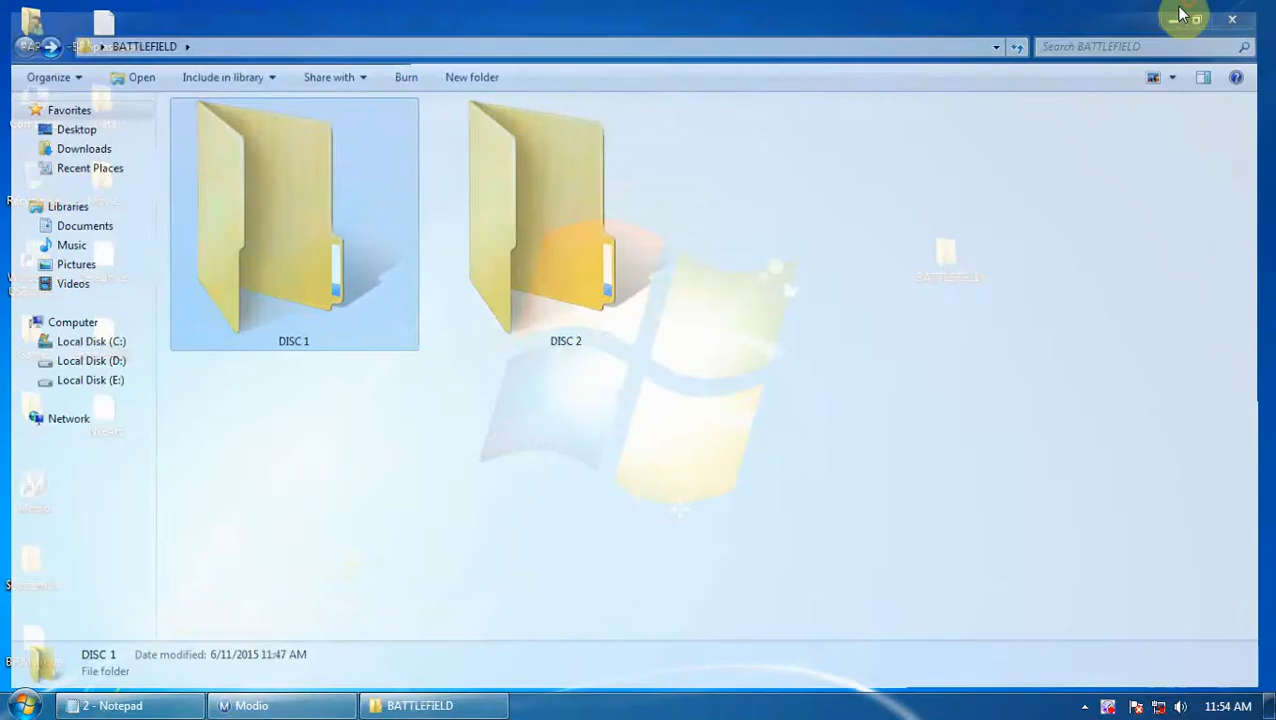 BATTLEFIELD
Search BATTLEFIELD
Organize
Open
Include in library
Share with
Burn
New folder
Favorites
Desktop
Downloads
Recent Places
Libraries
Documents
Music
Pictures
Videos
Computer
Local Disk (C:)
Local Disk (D:)
Local Disk (E:)
Network
DISC 1
DISC 2
BATTLEFIELD
DISC 1
Date modified: 6/11/2015 11:47 AM
File folder
2 - Notepad
Modio
BATTLEFIELD
11:54 AM